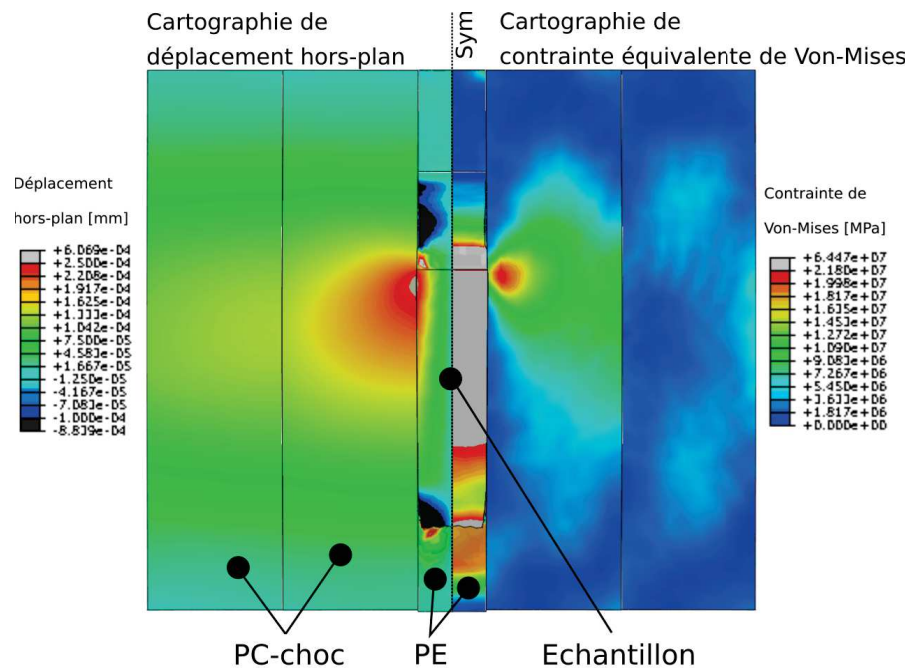 Cartographie de
déplacement hors-plan
Sym
Cartographie de
contrainte équivalente de Von-Mises
Déplacement
hors-plan [mm]
+6.069e-04
+2.500e-04
+2.208e-04
+1.917e-04
+1.625e-04
+1.333e-04
+1.042e-04
+7.500e-05
+4.583e-05
+1.667e-05
-1.250e-05
-4.167e-05
-7.083e-05
-1.000e-04
-8.839e-04
Contrainte de
Von-Mises [MPa]
+6.447e+07
+2.180e+07
+1.998e+07
+1.817e+07
+1.635e+07
+1.453e+07
+1.272e+07
+1.090e+07
+9.083e+06
+7.267e+06
+5.450e+06
+3.633e+06
+1.817e+06
+0.000e+00
PC-choc
PE
Echantillon